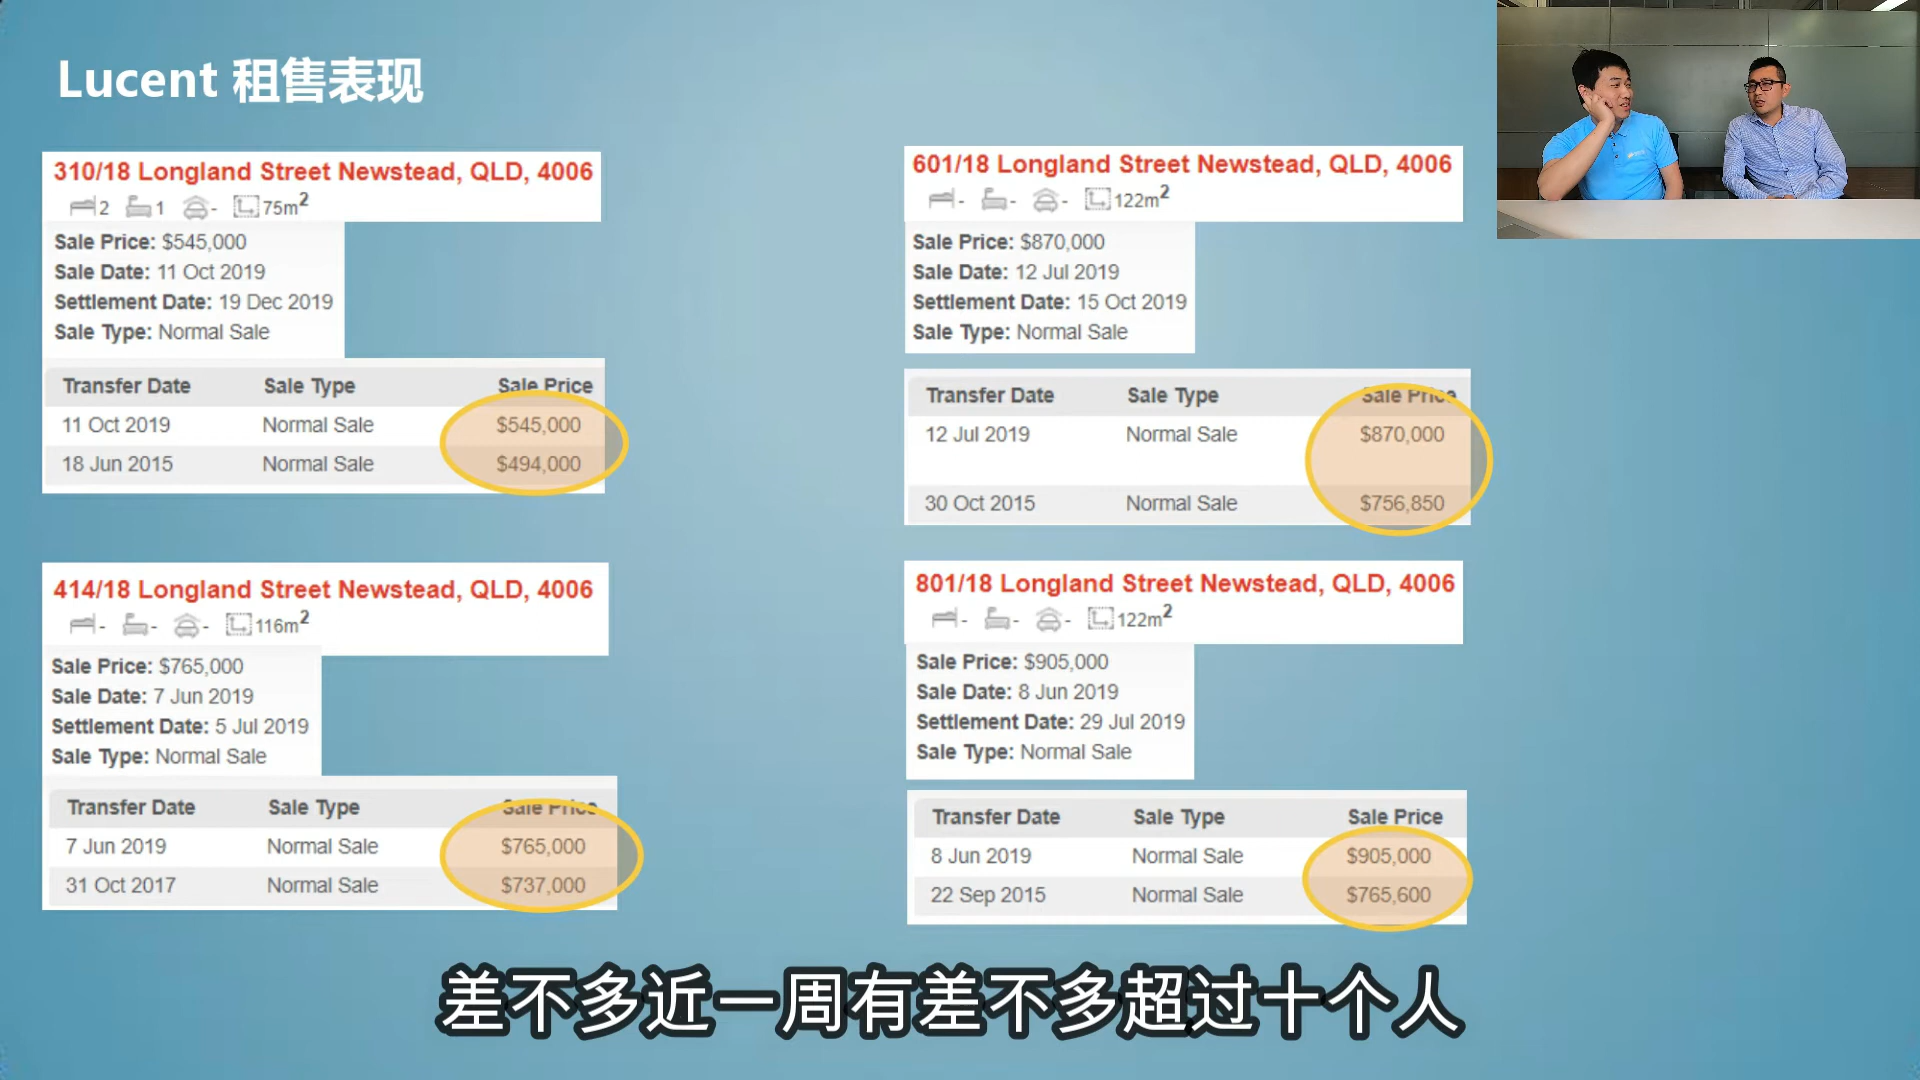 Lucent 租售表现
310/18 Longland Street Newstead, QLD, 4006
2 1 - 75m²
Sale Price: $545,000
Sale Date: 11 Oct 2019
Settlement Date: 19 Dec 2019
Sale Type: Normal Sale
Transfer Date Sale Type Sale Price
11 Oct 2019 Normal Sale $545,000
18 Jun 2015 Normal Sale $494,000
601/18 Longland Street Newstead, QLD, 4006
- - - 122m²
Sale Price: $870,000
Sale Date: 12 Jul 2019
Settlement Date: 15 Oct 2019
Sale Type: Normal Sale
Transfer Date Sale Type Sale Price
12 Jul 2019 Normal Sale $870,000
30 Oct 2015 Normal Sale $756,850
414/18 Longland Street Newstead, QLD, 4006
- - - 116m²
Sale Price: $765,000
Sale Date: 7 Jun 2019
Settlement Date: 5 Jul 2019
Sale Type: Normal Sale
Transfer Date Sale Type Sale Price
7 Jun 2019 Normal Sale $765,000
31 Oct 2017 Normal Sale $737,000
801/18 Longland Street Newstead, QLD, 4006
- - - 122m²
Sale Price: $905,000
Sale Date: 8 Jun 2019
Settlement Date: 29 Jul 2019
Sale Type: Normal Sale
Transfer Date Sale Type Sale Price
8 Jun 2019 Normal Sale $905,000
22 Sep 2015 Normal Sale $765,600
差不多近一周有差不多超过十个人